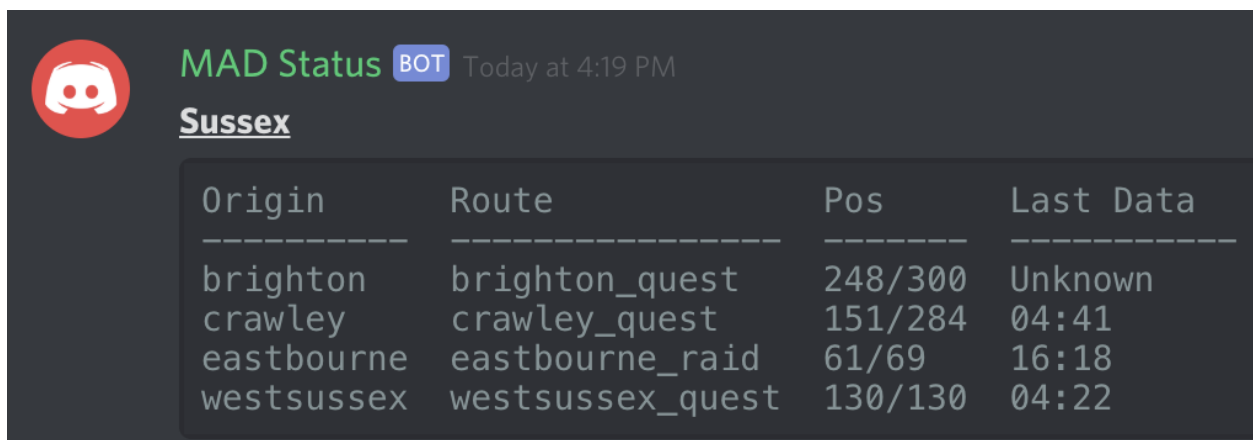 MAD Status BOT Today at 4:19 PM
Sussex
Origin Route Pos Last Data
---------- ---------------- ------- -----------
brighton brighton_quest 248/300 Unknown
crawley crawley_quest 151/284 04:41
eastbourne eastbourne_raid 61/69 16:18
westsussex westsussex_quest 130/130 04:22